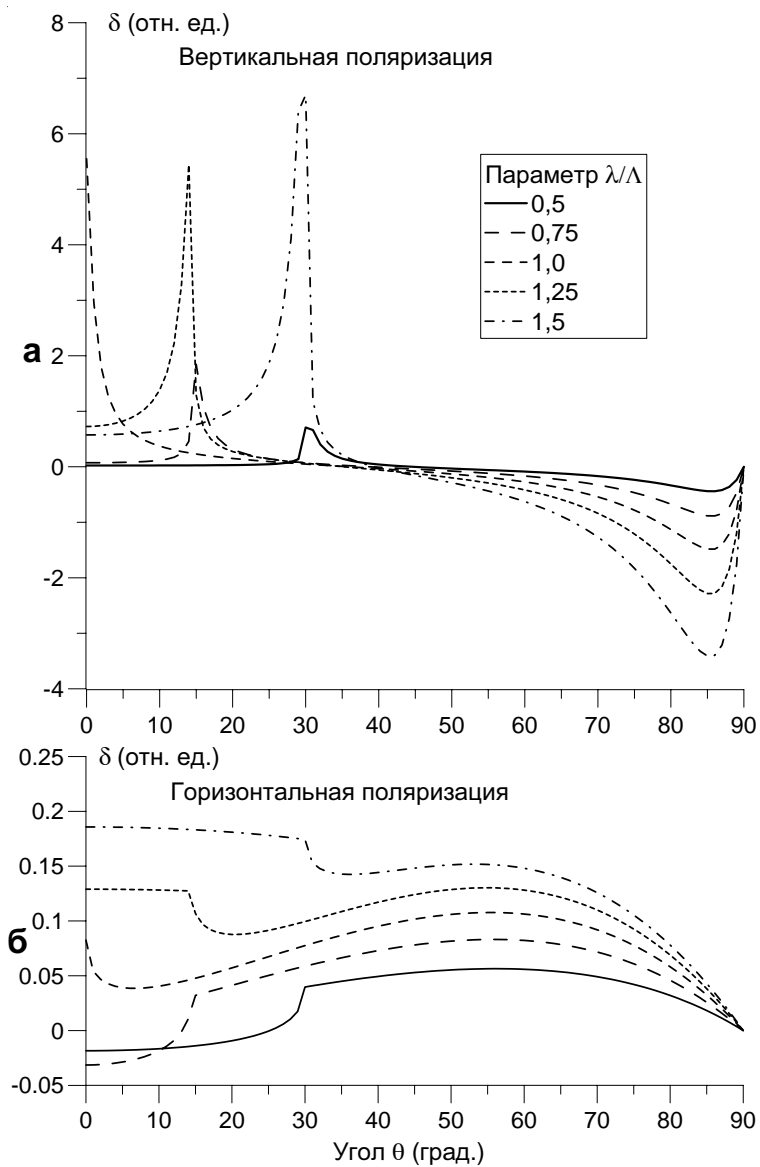 δ (отн. ед.)
Вертикальная поляризация
8
6
4
2
0
-2
-4
а
Параметр λ/Λ
0,5
0,75
1,0
1,25
1,5
0 10 20 30 40 50 60 70 80 90
δ (отн. ед.)
Горизонтальная поляризация
0.25
0.2
0.15
0.1
0.05
0
-0.05
б
0 10 20 30 40 50 60 70 80 90
Угол θ (град.)